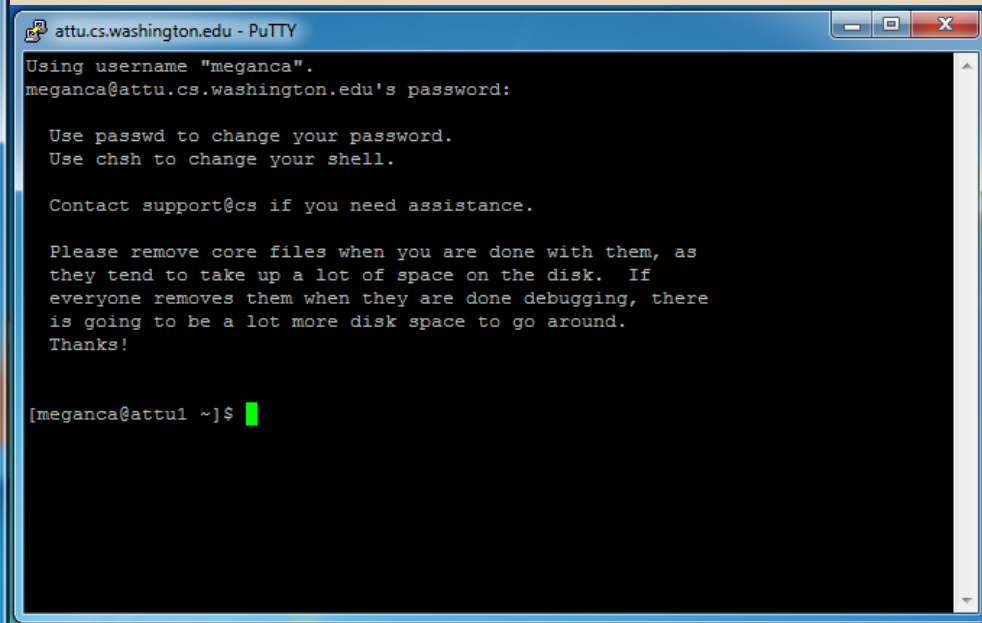 attu.cs.washington.edu - PuTTY
Using username "meganca".
meganca@attu.cs.washington.edu's password:
Use passwd to change your password.
Use chsh to change your shell.
Contact support@cs if you need assistance.
Please remove core files when you are done with them, as
they tend to take up a lot of space on the disk.  If
everyone removes them when they are done debugging, there
is going to be a lot more disk space to go around.
Thanks!
[meganca@attu1 ~]$